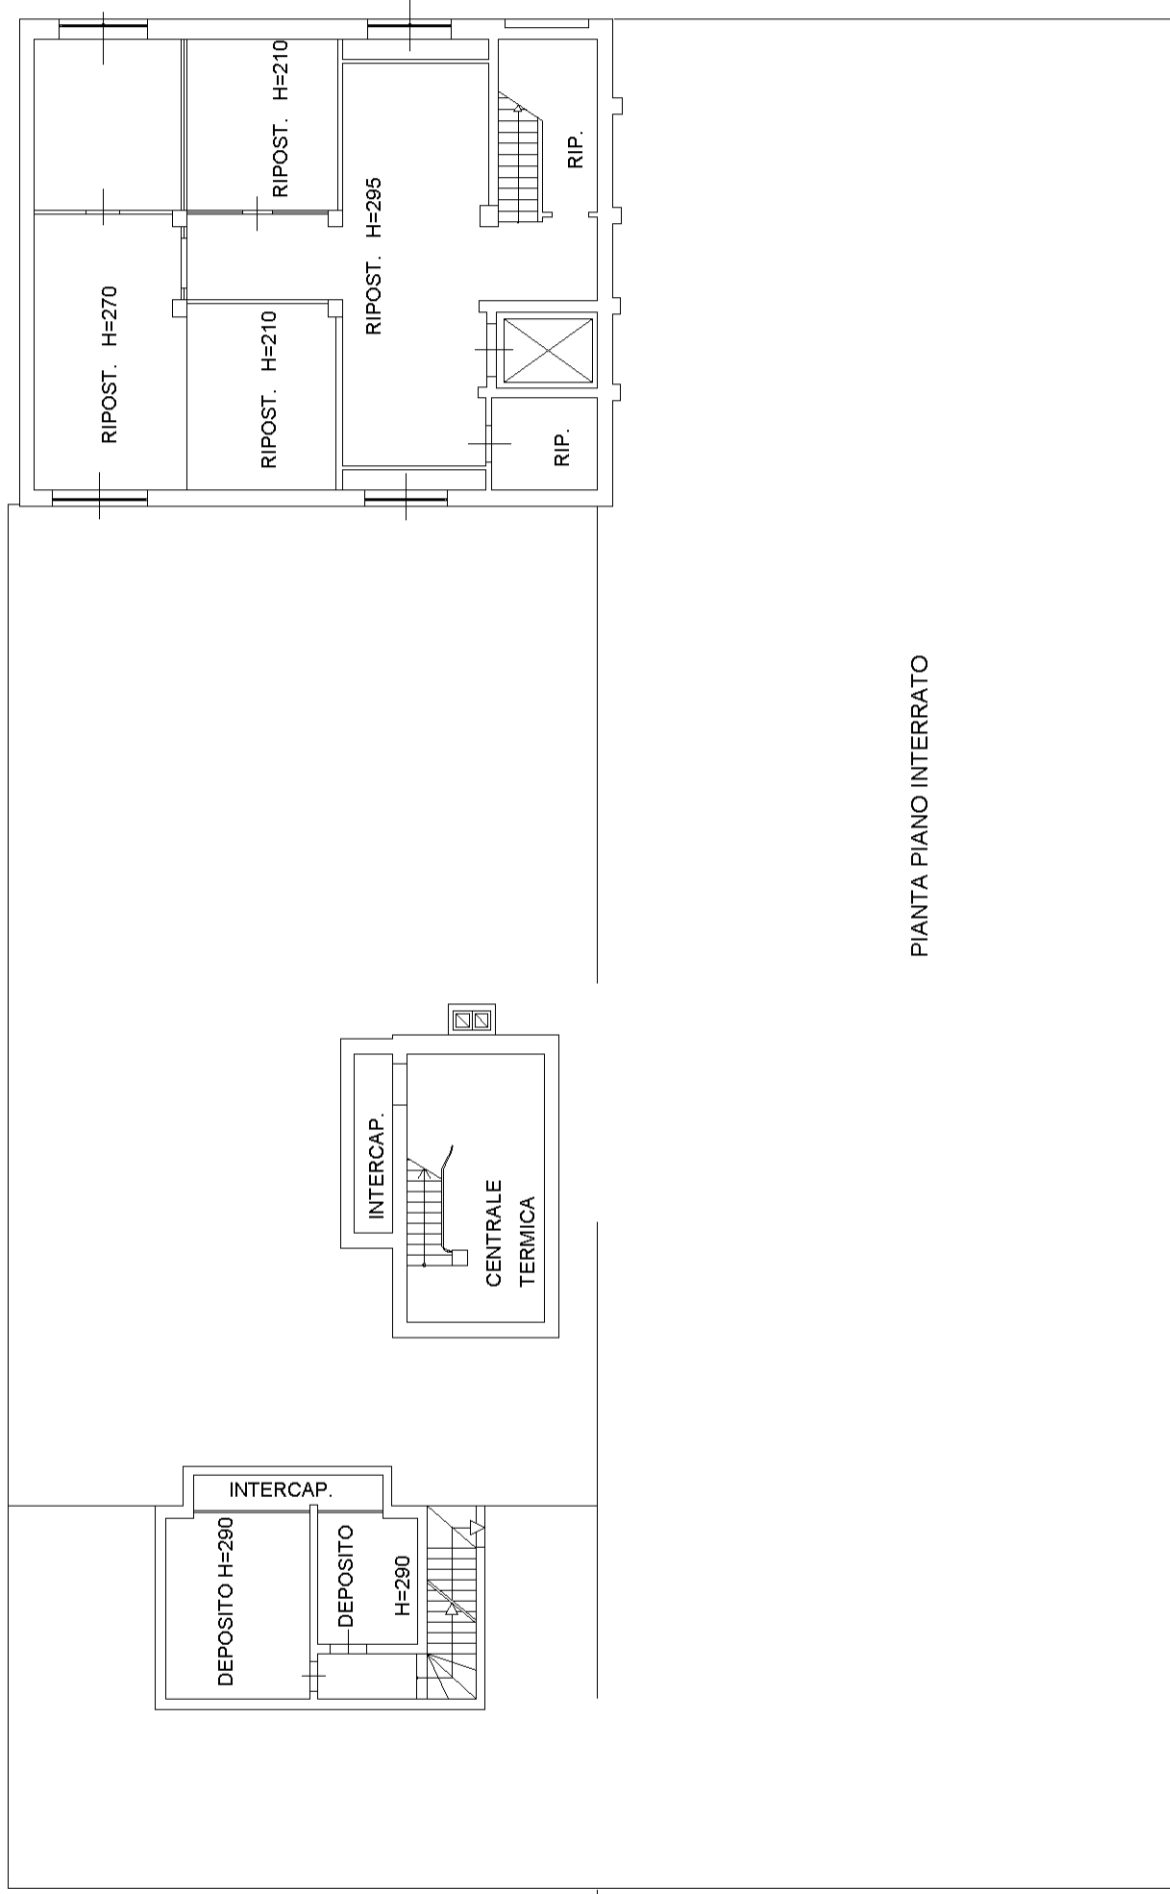 RIPOST. H=270
RIPOST. H=210
RIPOST. H=210
RIPOST. H=295
RIP.
RIP.
PIANTA PIANO INTERRATO
INTERCAP.
CENTRALE
TERMICA
INTERCAP.
DEPOSITO H=290
DEPOSITO
H=290